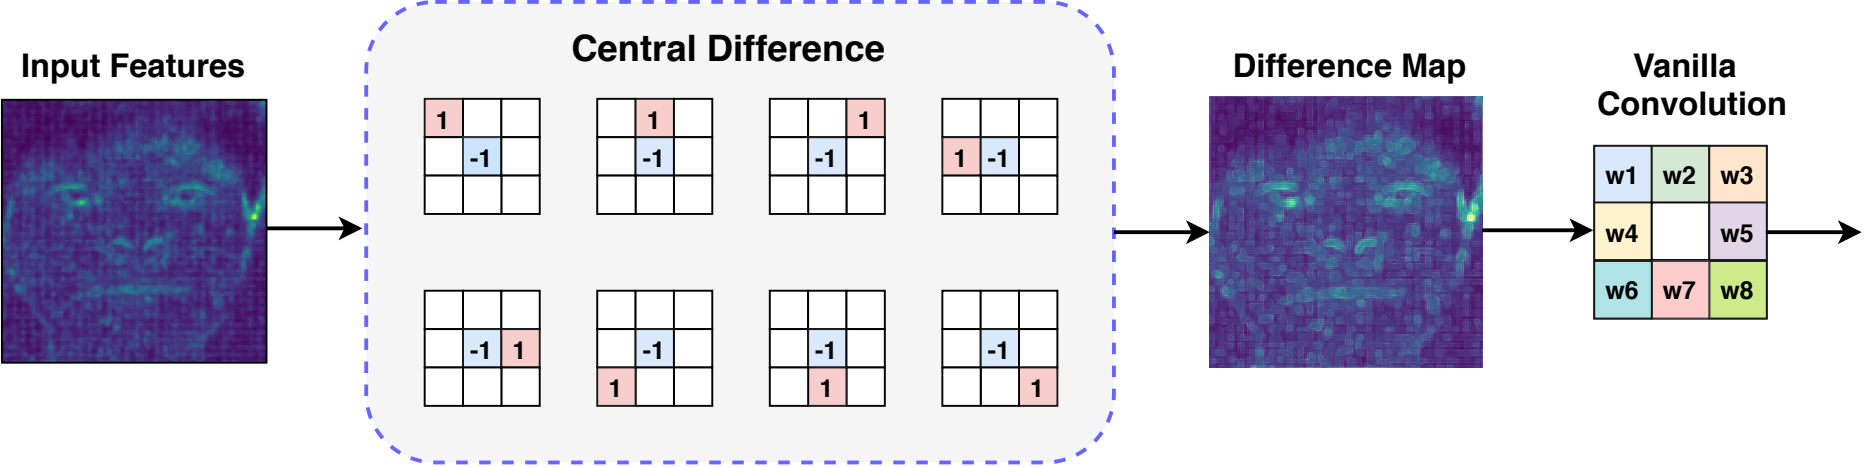 Input Features
Central Difference
Difference Map
Vanilla
Convolution
1
1
1
-1
-1
-1
1 -1
w1 w2 w3
w4 w5
w6 w7 w8
-1 1
-1
-1
-1
1
1
1